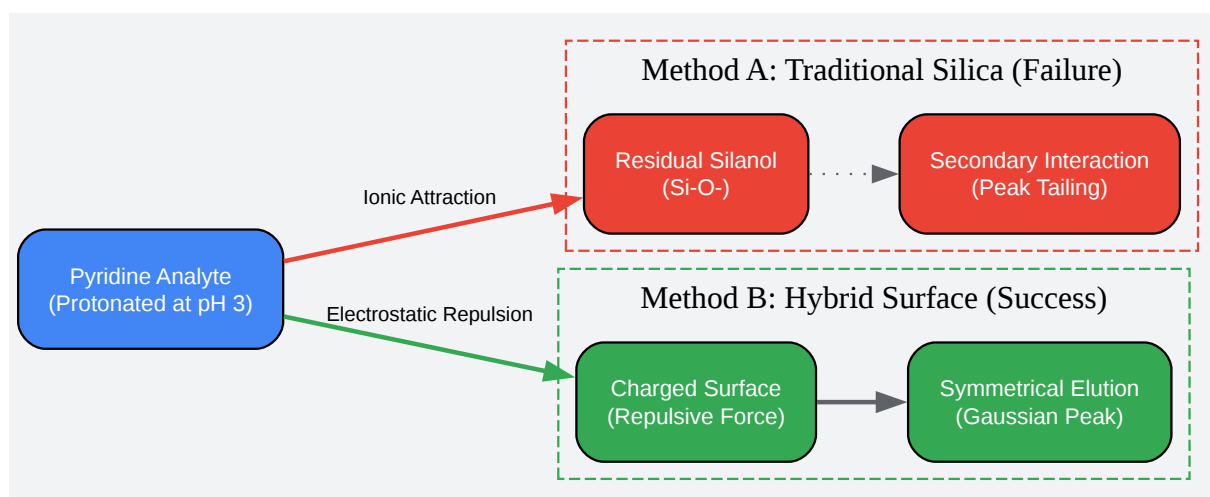 Method A: Traditional Silica (Failure)
Residual Silanol
(Si-O-)
Secondary Interaction
(Peak Tailing)
Ionic Attraction
Pyridine Analyte
(Protonated at pH 3)
Electrostatic Repulsion
Method B: Hybrid Surface (Success)
Charged Surface
(Repulsive Force)
Symmetrical Elution
(Gaussian Peak)